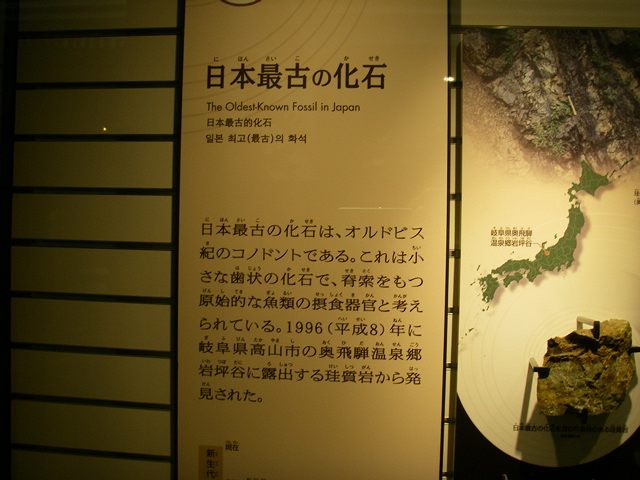 日本最古の化石
The Oldest-Known Fossil in Japan
日本最古的化石
일본 최고(最古)의 화석
日本最古の化石は、オルドビス
紀のコノドントである。これは小
さな歯状の化石で、脊索をもつ
原始的な魚類の摂食器官と考え
られている。1996(平成8)年に
岐阜県高山市の奥飛騨温泉郷
岩坪谷に露出する珪質岩から発
見された。
現在
新生代
岐阜県奥飛騨
温泉郷岩坪谷